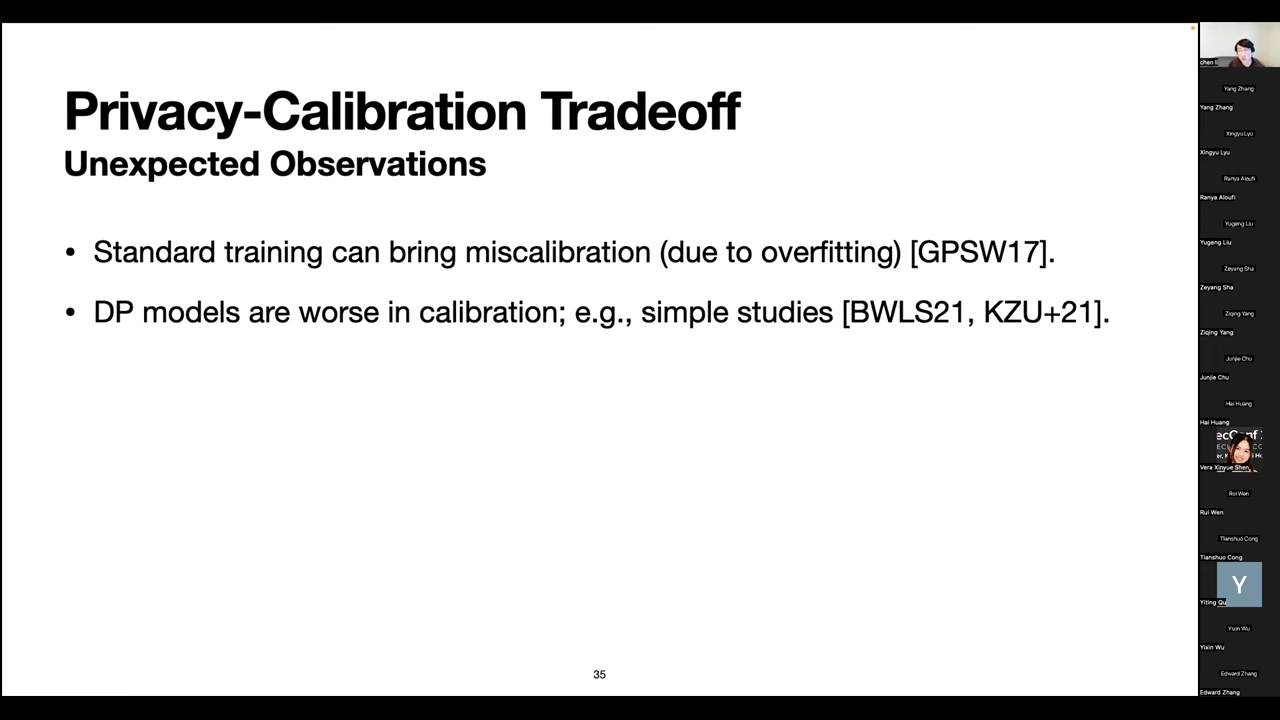 Privacy-Calibration Tradeoff
Unexpected Observations
• Standard training can bring miscalibration (due to overfitting) [GPSW17].
• DP models are worse in calibration; e.g., simple studies [BWLS21, KZU+21].
35
chen li
Yang Zhang
Yang Zhang
Xingyu Lyu
Xingyu Lyu
Ranya Aloufi
Ranya Aloufi
Yugeng Liu
Yugeng Liu
Zeyang Sha
Zeyang Sha
Ziqing Yang
Ziqing Yang
Junjie Chu
Junjie Chu
Hai Huang
Hai Huang
Vera Xinyue Shen
Rui Wen
Rui Wen
Tianshuo Cong
Tianshuo Cong
Y
Yiting Qu
Yixin Wu
Yixin Wu
Edward Zhang
Edward Zhang